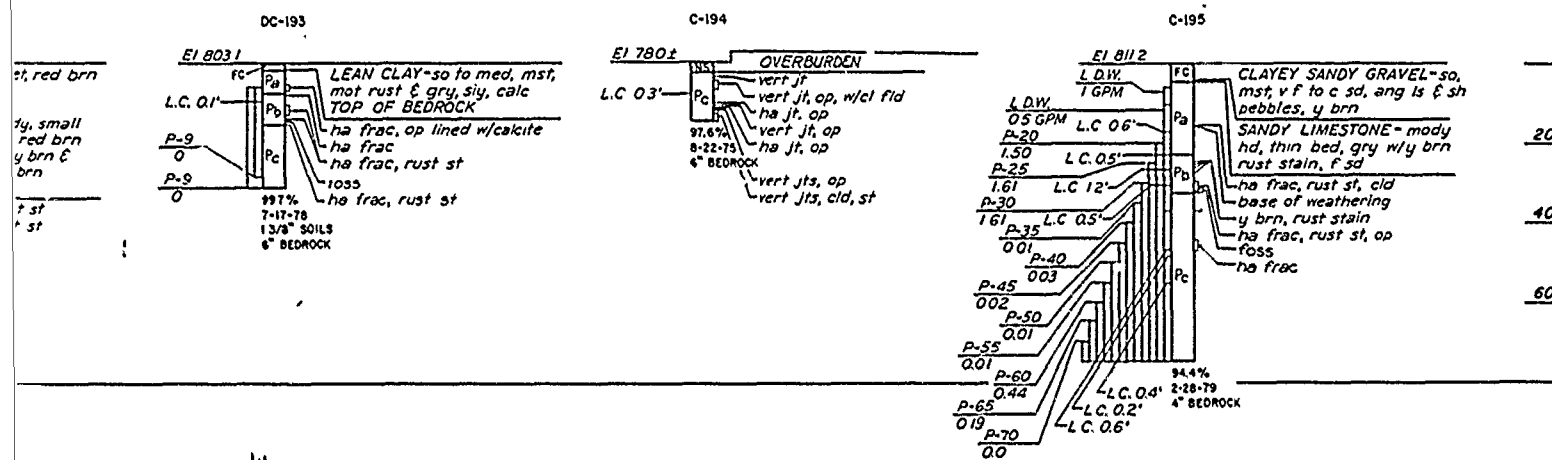 et, red brn
dy, small
red brn
y brn &
brn
t st
t st
DC-193
El 803 1
FC
Pa
Pb
Pc
L.C. 0.1'
P-9
0
P-9
0
LEAN CLAY-so to med, mst,
mot rust & gry, sly, calc
TOP OF BEDROCK
ha frac, op lined w/calcite
ha frac
ha frac, rust st
foss
ha frac, rust st
99.7%
7-17-78
1 3/8" SOILS
6" BEDROCK
C-194
El 780±
OVERBURDEN
NS
Pc
L.C 0.3'
vert jt
vert jt, op, w/cl fld
ha jt, op
vert jt, op
ha jt, op
vert jts, op
vert jts, cld, st
97.6%
8-22-75
4" BEDROCK
C-195
El 811 2
L D.W.
1 GPM
L D.W.
0.5 GPM
L.C 0.6'
P-20
1.50
L C. 0.5'
P-25
1.61
L.C 1 2'
P-30
1 61
L.C 0.5'
P-35
0.01
P-40
0 03
P-45
0 02
P-50
0.01
P-55
0.01
P-60
0.44
P-65
0 19
P-70
0.0
L C. 0.4'
L C. 0.2'
L C. 0.6'
FC
Pa
Pb
Pc
CLAYEY SANDY GRAVEL-so,
mst, v f to c sd, ang ls & sh
pebbles, y brn
SANDY LIMESTONE-mody
hd, thin bed, gry w/y brn
rust stain, f sd
ha frac, rust st, cld
base of weathering
y brn, rust stain
ha frac, rust st, op
foss
ha frac
94.4%
2-28-79
4" BEDROCK
20
40
60